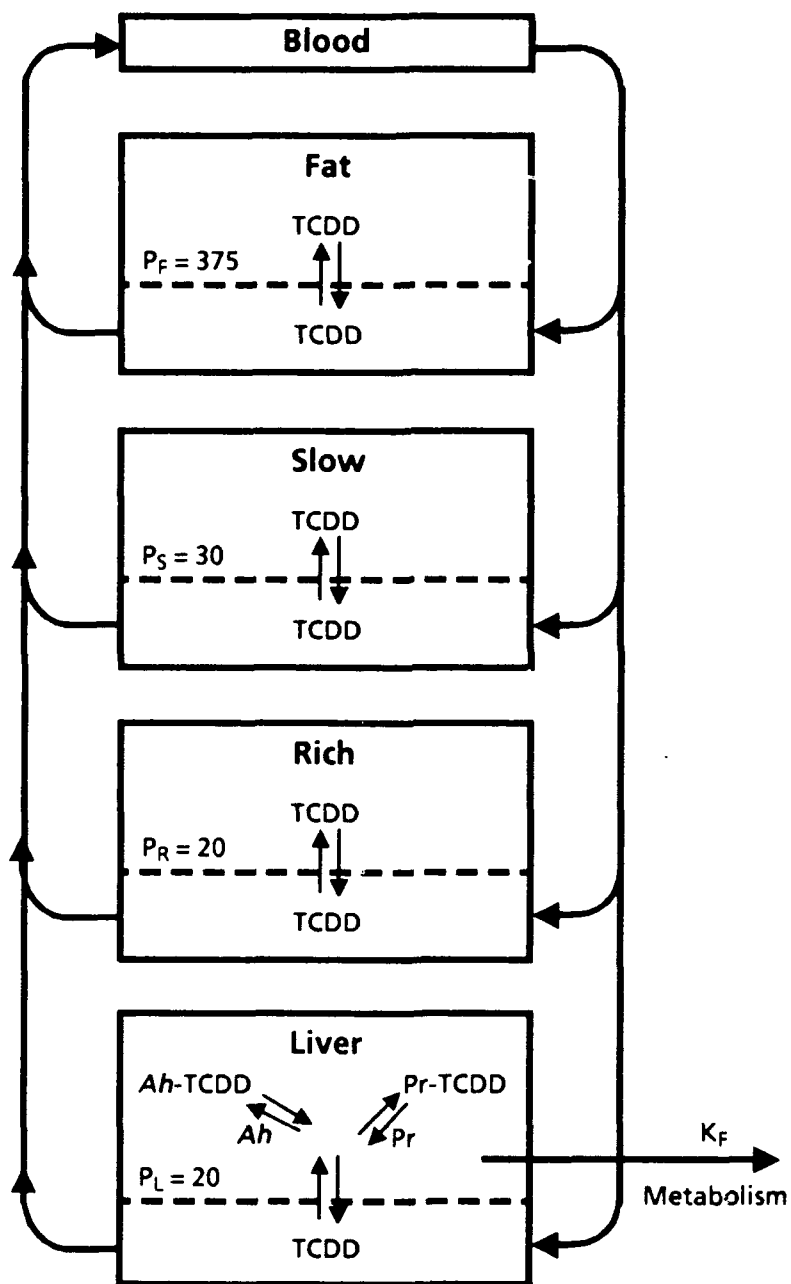 Blood
Fat
TCDD
P_F = 375
TCDD
Slow
TCDD
P_S = 30
TCDD
Rich
TCDD
P_R = 20
TCDD
Liver
Ah-TCDD Pr-TCDD
Ah Pr
K_F
P_L = 20
Metabolism
TCDD